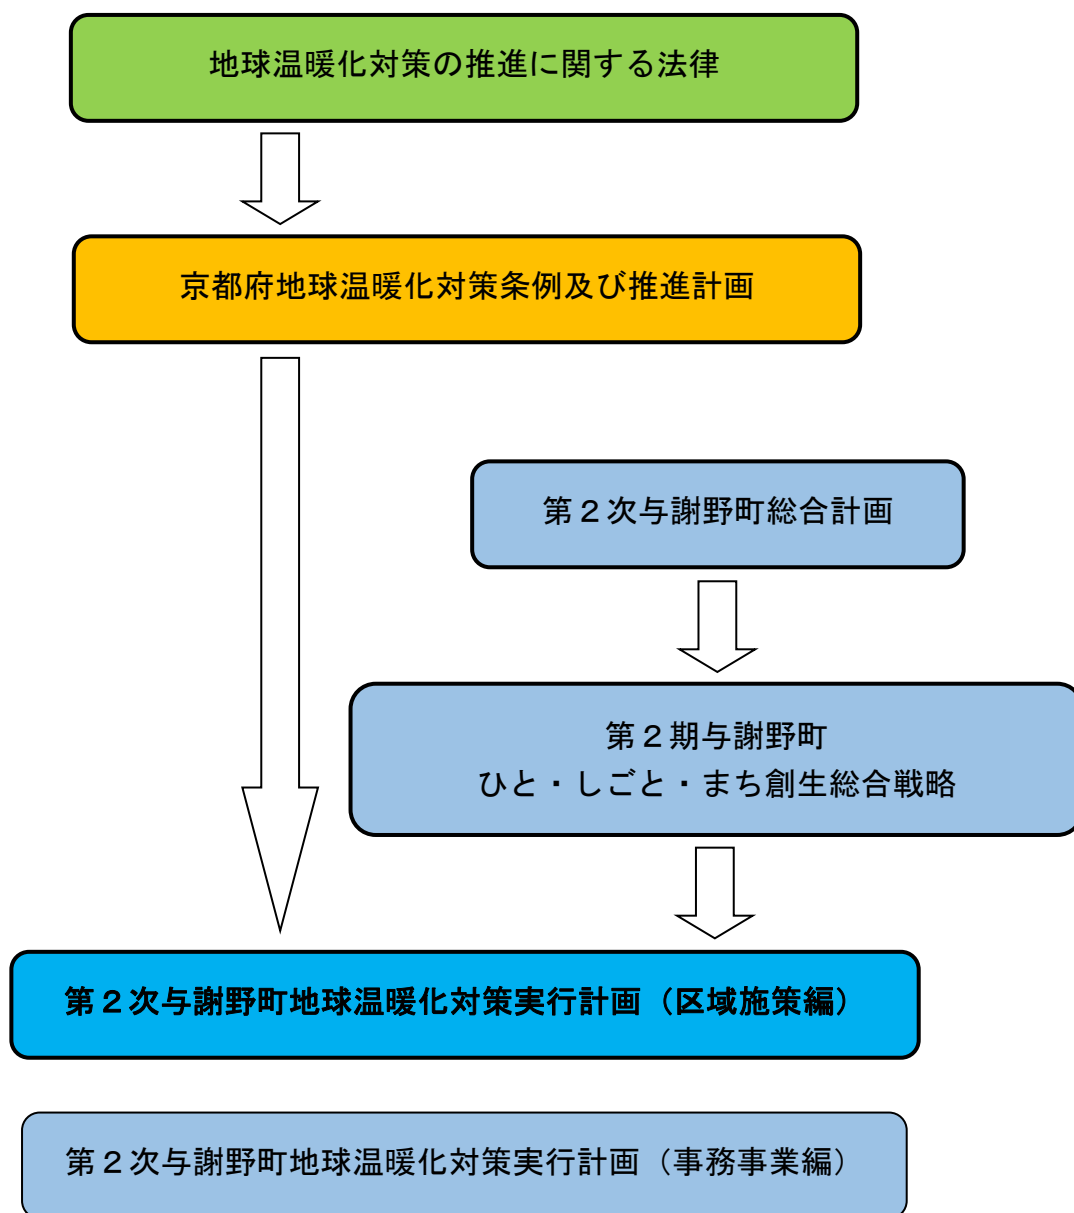 地球温暖化対策の推進に関する法律
京都府地球温暖化対策条例及び推進計画
第２次与謝野町総合計画
第２期与謝野町
ひと・しごと・まち創生総合戦略
第２次与謝野町地球温暖化対策実行計画（区域施策編）
第２次与謝野町地球温暖化対策実行計画（事務事業編）